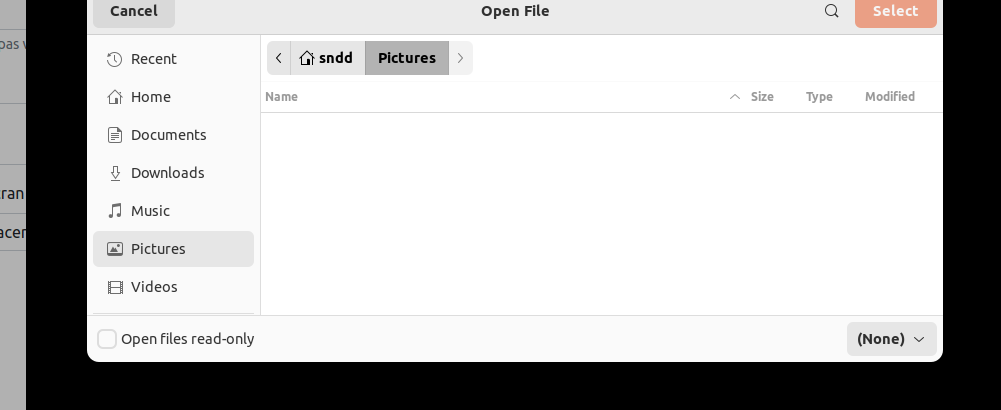 Cancel Open File Select
Recent
sndd Pictures
Home
Name Size Type Modified
Documents
Downloads
Music
Pictures
Videos
Open files read-only (None)